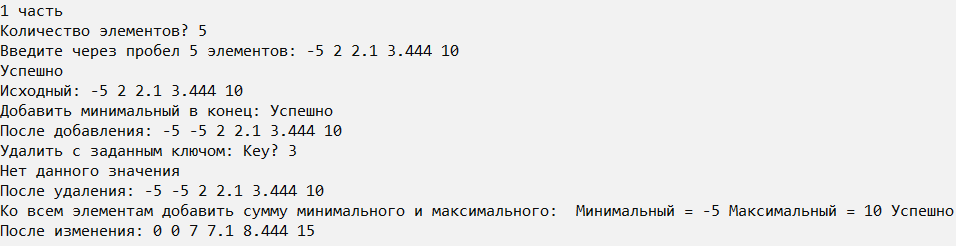 1 часть
Количество элементов? 5
Введите через пробел 5 элементов: -5 2 2.1 3.444 10
Успешно
Исходный: -5 2 2.1 3.444 10
Добавить минимальный в конец: Успешно
После добавления: -5 -5 2 2.1 3.444 10
Удалить с заданным ключом: Key? 3
Нет данного значения
После удаления: -5 -5 2 2.1 3.444 10
Ко всем элементам добавить сумму минимального и максимального:  Минимальный = -5 Максимальный = 10 Успешно
После изменения: 0 0 7 7.1 8.444 15